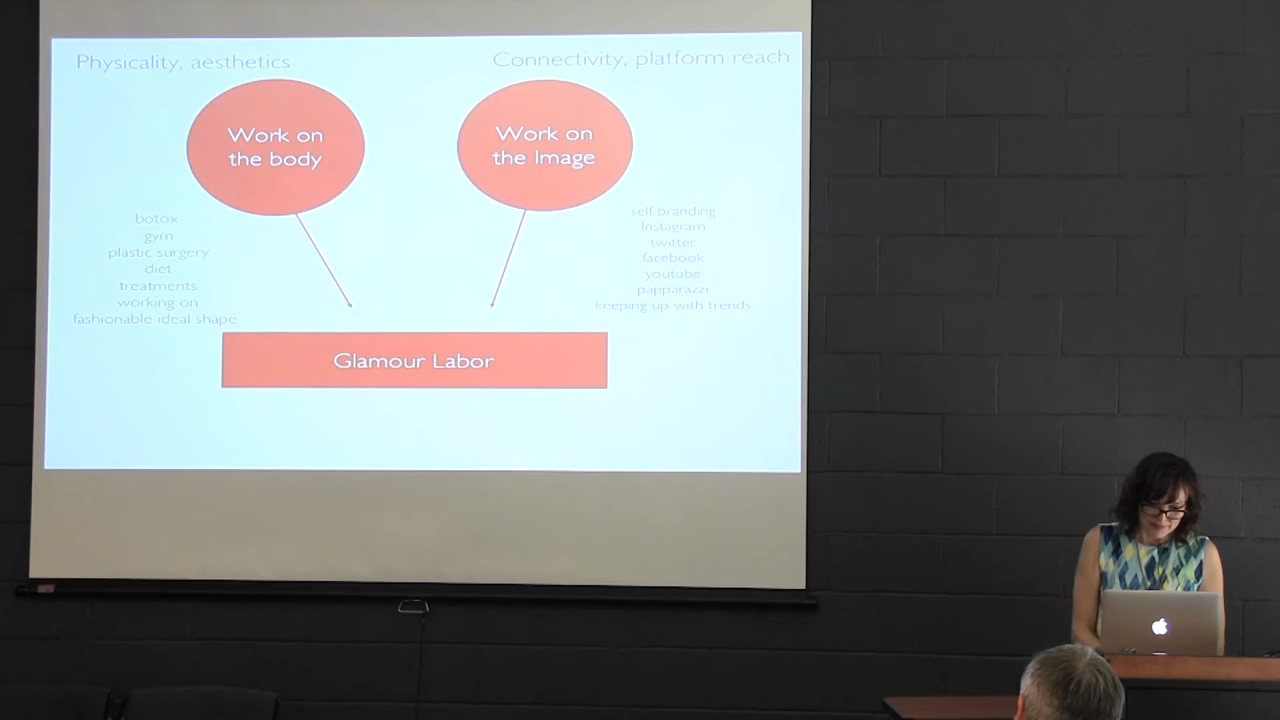 Physicality, aesthetics
Connectivity, platform reach
Work on
the body
Work on
the Image
botox
gym
plastic surgery
diet
treatments
working on
fashionable ideal shape
self branding
Instagram
twitter
facebook
youtube
papparazzi
keeping up with trends
Glamour Labor